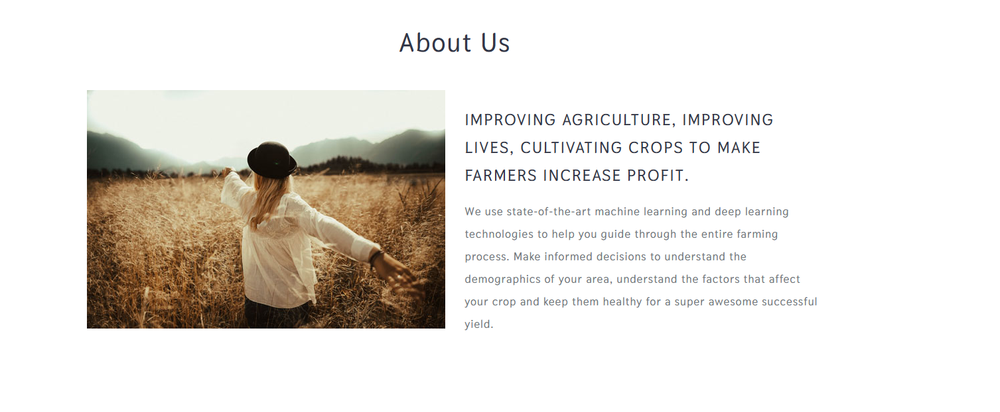 About Us
IMPROVING AGRICULTURE, IMPROVING
LIVES, CULTIVATING CROPS TO MAKE
FARMERS INCREASE PROFIT.
We use state-of-the-art machine learning and deep learning
technologies to help you guide through the entire farming
process. Make informed decisions to understand the
demographics of your area, understand the factors that affect
your crop and keep them healthy for a super awesome successful
yield.